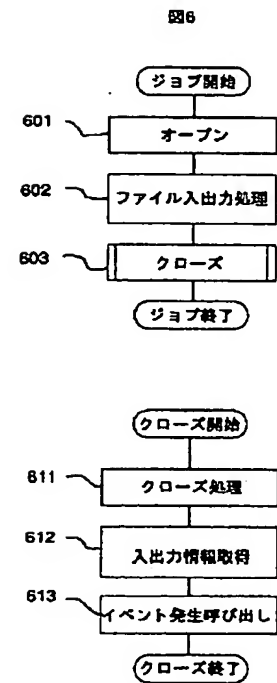 図6
ジョブ開始
601
オープン
602
ファイル入出力処理
603
クローズ
ジョブ終了
クローズ開始
611
クローズ処理
612
入出力情報取得
613
イベント発生呼び出し
クローズ終了